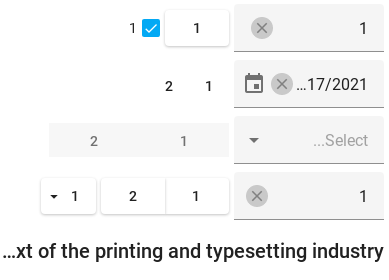 1 1 1
2 1 ...17/2021
2 1 ...Select
1 2 1 1
...xt of the printing and typesetting industry